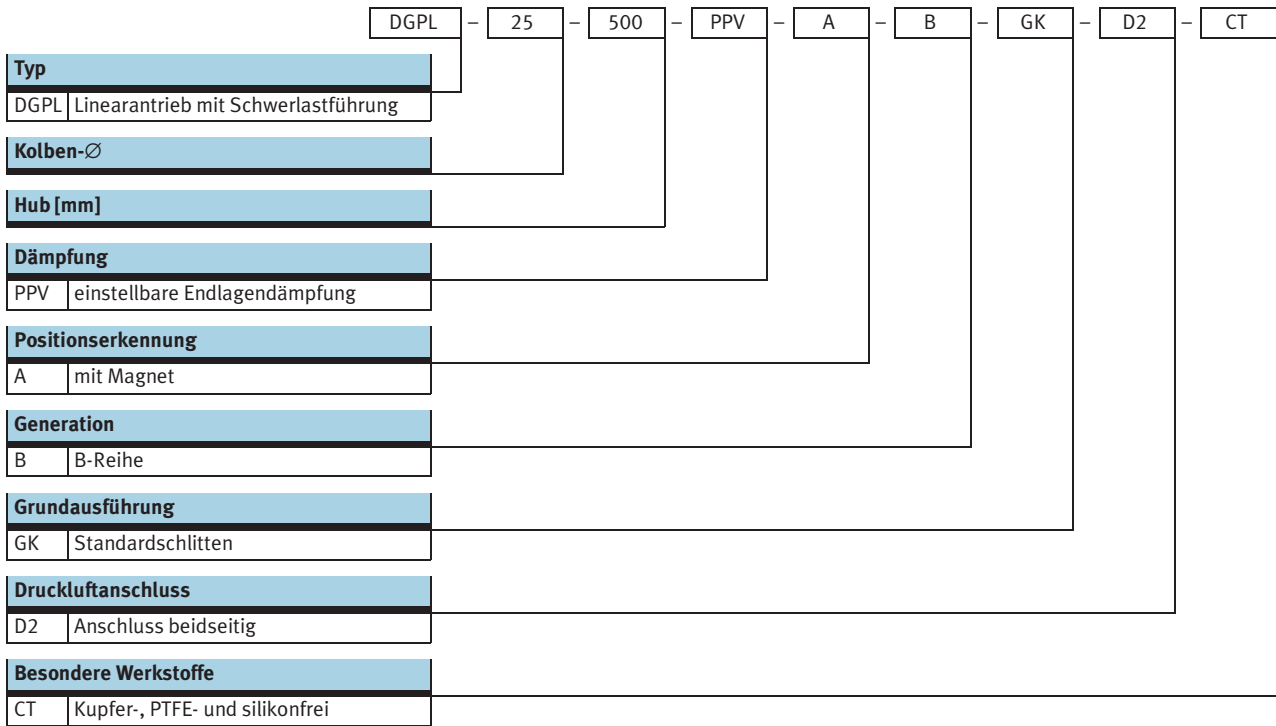 DGPL – 25 – 500 – PPV – A – B – GK – D2 – CT
Typ
DGPL Linearantrieb mit Schwerlastführung
Kolben-∅
Hub [mm]
Dämpfung
PPV einstellbare Endlagendämpfung
Positionserkennung
A mit Magnet
Generation
B B-Reihe
Grundausführung
GK Standardschlitten
Druckluftanschluss
D2 Anschluss beidseitig
Besondere Werkstoffe
CT Kupfer-, PTFE- und silikonfrei